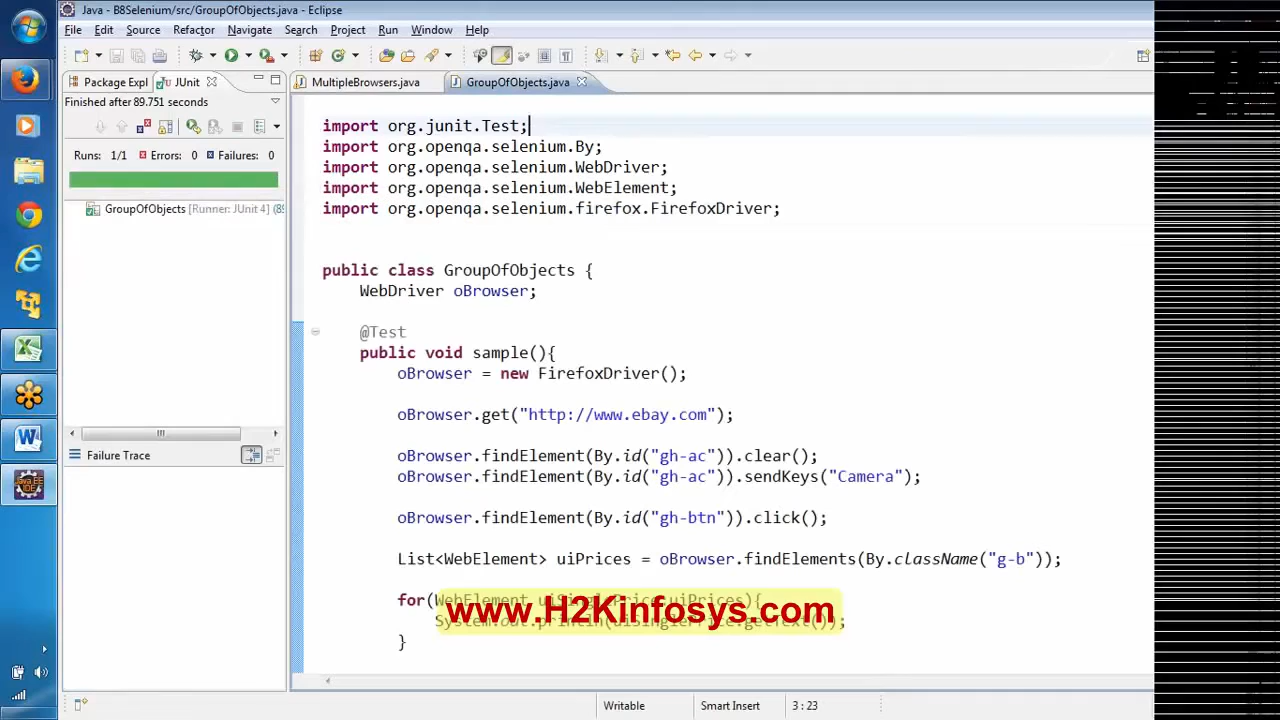 Java - B8Selenium/src/GroupOfObjects.java - Eclipse
File Edit Source Refactor Navigate Search Project Run Window Help
Package Expl JUnit MultipleBrowsers.java
Finished after 89.751 seconds
Runs: 1/1 Errors: 0 Failures: 0
GroupOfObjects [Runner: JUnit 4]
Failure Trace
import org.junit.Test;
import org.openqa.selenium.By;
import org.openqa.selenium.WebDriver;
import org.openqa.selenium.WebElement;
import org.openqa.selenium.firefox.FirefoxDriver;
public class GroupOfObjects {
WebDriver oBrowser;
@Test
public void sample(){
oBrowser = new FirefoxDriver();
oBrowser.get("http://www.ebay.com");
oBrowser.findElement(By.id("gh-ac")).clear();
oBrowser.findElement(By.id("gh-ac")).sendKeys("Camera");
oBrowser.findElement(By.id("gh-btn")).click();
List<WebElement> uiPrices = oBrowser.findElements(By.className("g-b"));
for(
}
www.H2Kinfosys.com
Writable Smart Insert 3 : 23
Java EE
IDE